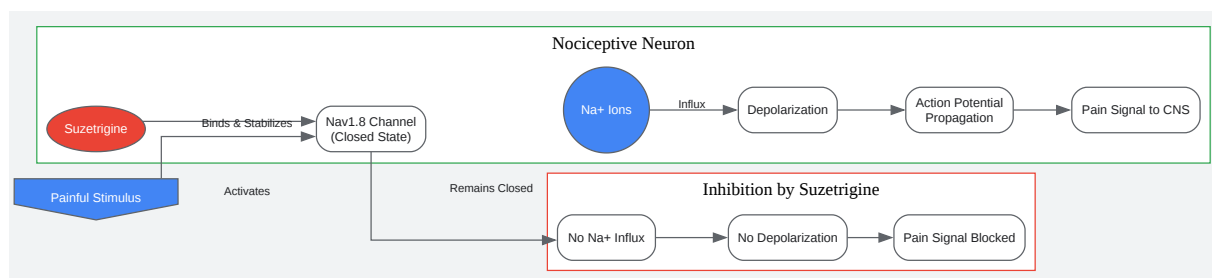 Nociceptive Neuron
Suzetrigine
Binds & Stabilizes
Nav1.8 Channel
(Closed State)
Na+ Ions
Influx
Depolarization
Action Potential
Propagation
Pain Signal to CNS
Painful Stimulus
Activates
Remains Closed
Inhibition by Suzetrigine
No Na+ Influx
No Depolarization
Pain Signal Blocked